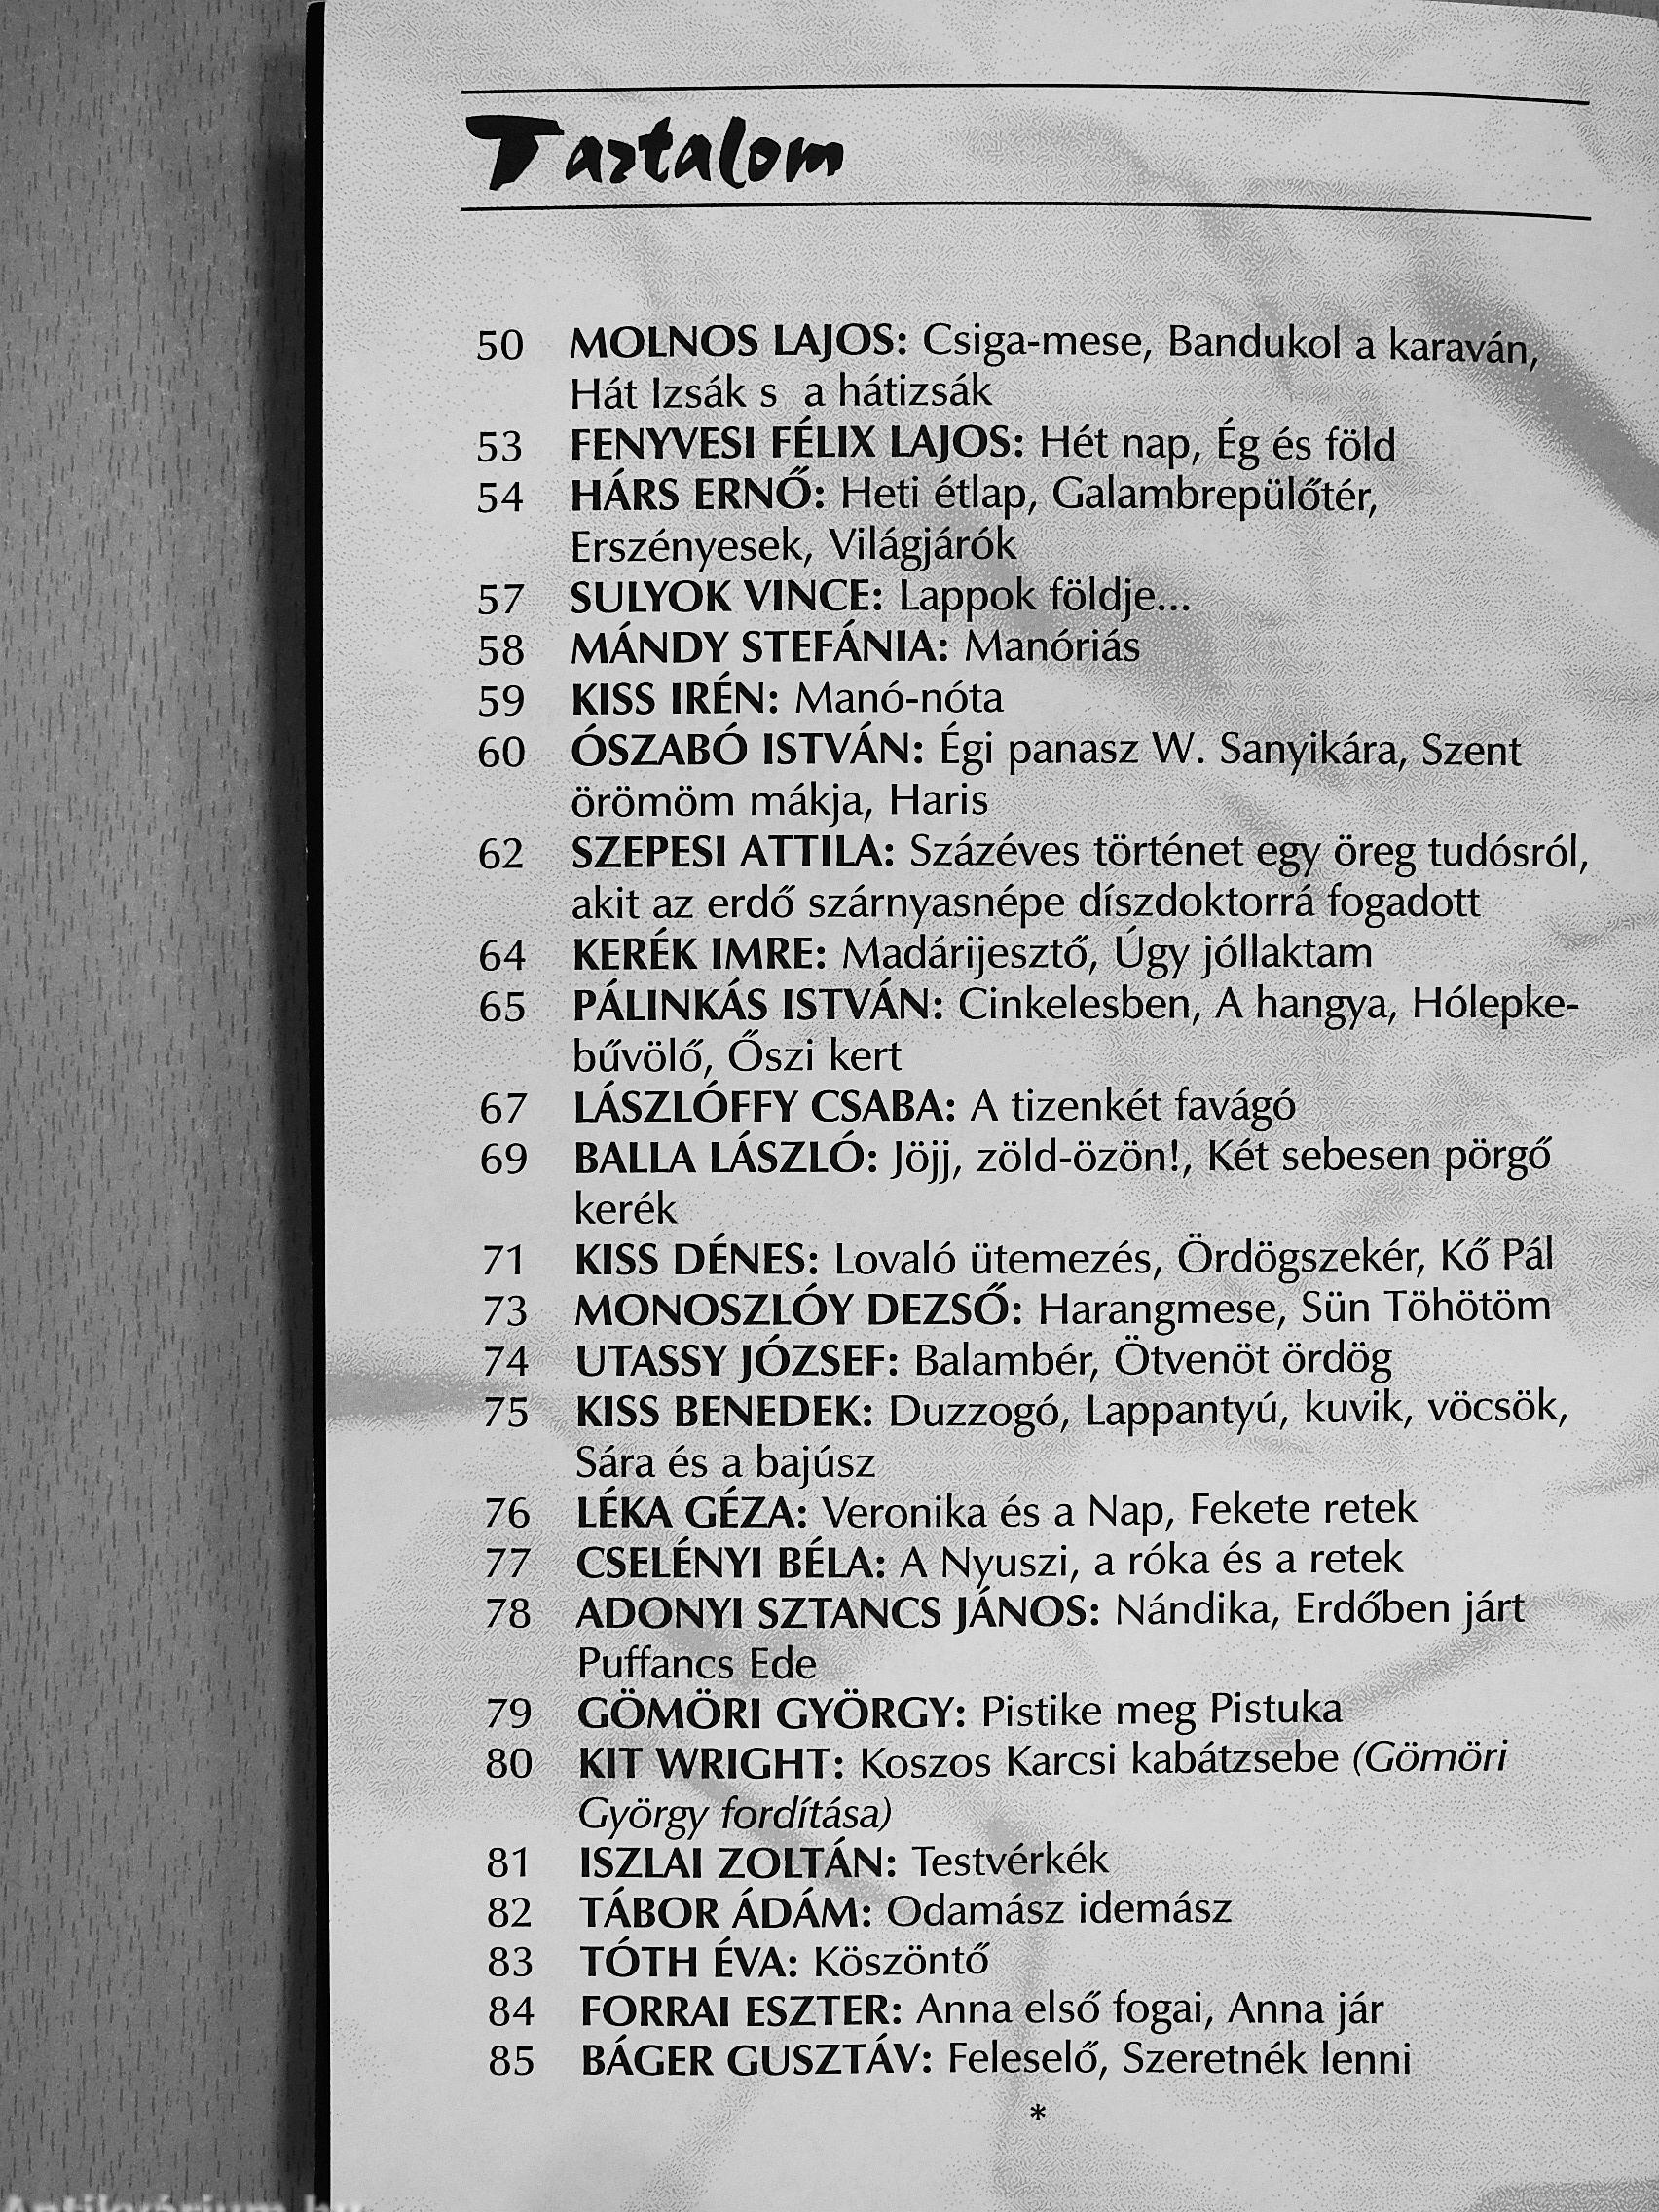 Tartalom
50 MOLNOS LAJOS: Csiga-mese, Bandukol a karaván,
Hát Izsák s a hátizsák
53 FENYVESI FÉLIX LAJOS: Hét nap, Ég és föld
54 HÁRS ERNŐ: Heti étlap, Galambrepülőtér,
Erszényesek, Világjárók
57 SULYOK VINCE: Lappok földje...
58 MÁNDY STEFÁNIA: Manóriás
59 KISS IRÉN: Manó-nóta
60 ÓSZABÓ ISTVÁN: Égi panasz W. Sanyikára, Szent
örömöm mákja, Haris
62 SZEPESI ATTILA: Százéves történet egy öreg tudósról,
akit az erdő szárnyasnépe díszdoktorrá fogadott
64 KERÉK IMRE: Madárijesztő, Úgy jóllaktam
65 PÁLINKÁS ISTVÁN: Cinkelesben, A hangya, Hólepke-
bűvölő, Őszi kert
67 LÁSZLÓFFY CSABA: A tizenkét favágó
69 BALLA LÁSZLÓ: Jöjj, zöld-özön!, Két sebesen pörgő
kerék
71 KISS DÉNES: Lovaló ütemezés, Ördögszekér, Kő Pál
73 MONOSZLÓY DEZSŐ: Harangmese, Sün Töhötöm
74 UTASSY JÓZSEF: Balambér, Ötvenöt ördög
75 KISS BENEDEK: Duzzogó, Lappantyú, kuvik, vöcsök,
Sára és a bajúsz
76 LÉKA GÉZA: Veronika és a Nap, Fekete retek
77 CSELÉNYI BÉLA: A Nyuszi, a róka és a retek
78 ADONYI SZTANCS JÁNOS: Nándika, Erdőben járt
Puffancs Ede
79 GÖMÖRI GYÖRGY: Pistike meg Pistuka
80 KIT WRIGHT: Koszos Karcsi kabátzsebe (Gömöri
György fordítása)
81 ISZLAI ZOLTÁN: Testvérkék
82 TÁBOR ÁDÁM: Odamász idemász
83 TÓTH ÉVA: Köszöntő
84 FORRAI ESZTER: Anna első fogai, Anna jár
85 BÁGER GUSZTÁV: Feleselő, Szeretnék lenni
*